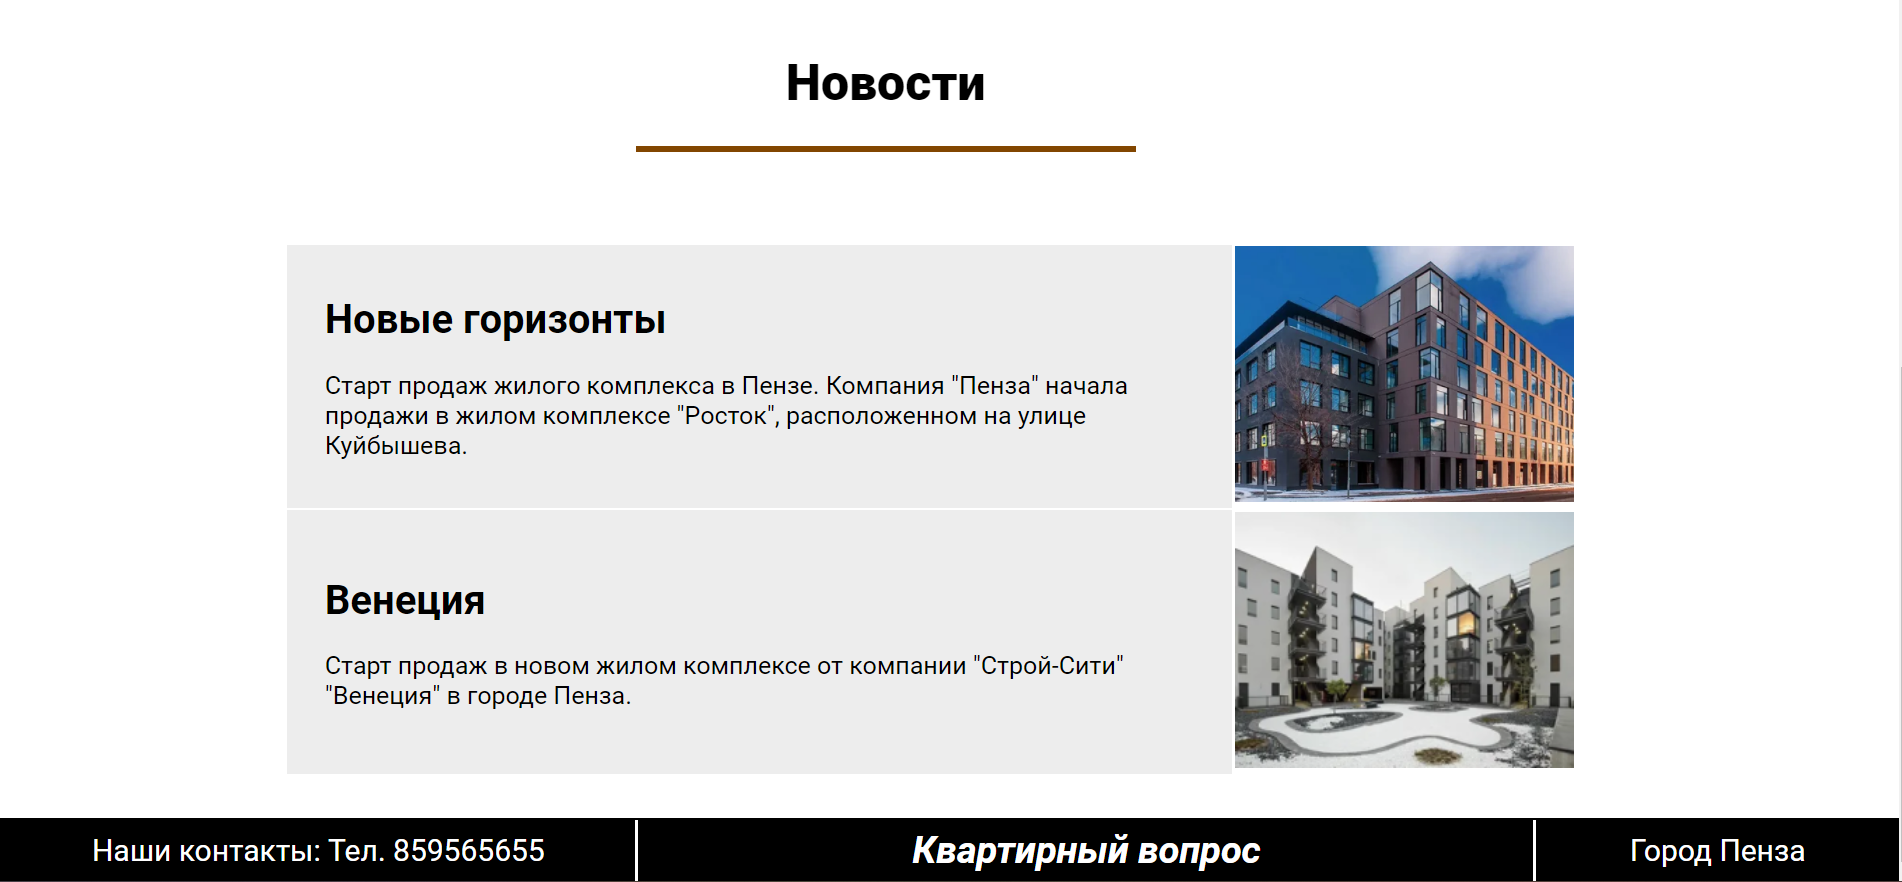 Новости
Новые горизонты
Старт продаж жилого комплекса в Пензе. Компания "Пенза" начала
продажи в жилом комплексе "Росток", расположенном на улице
Куйбышева.
Венеция
Старт продаж в новом жилом комплексе от компании "Строй-Сити"
"Венеция" в городе Пенза.
Наши контакты: Тел. 859565655
Квартирный вопрос
Город Пенза